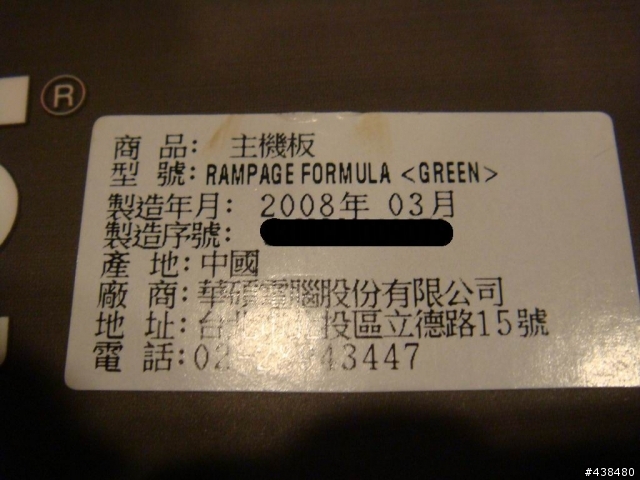 ®
商 品: 主機板
型 號: RAMPAGE FORMULA <GREEN>
製造年月: 2008年 03月
製造序號:
產 地: 中國
廠 商: 華碩電腦股份有限公司
地 址: 台 投區立德路15號
電 話: 02 43447
#438480